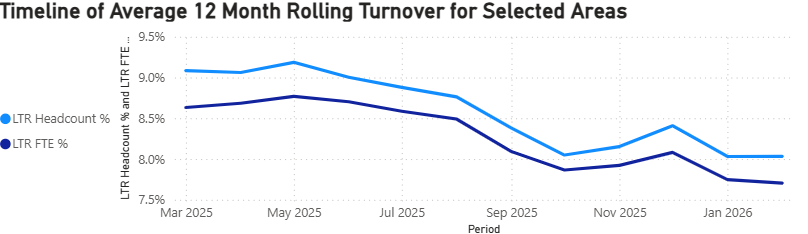 Timeline of Average 12 Month Rolling Turnover for Selected Areas
LTR Headcount % and LTR FTE ...
9.5%
9.0%
8.5%
8.0%
7.5%
LTR Headcount %
LTR FTE %
Mar 2025
May 2025
Jul 2025
Sep 2025
Nov 2025
Jan 2026
Period